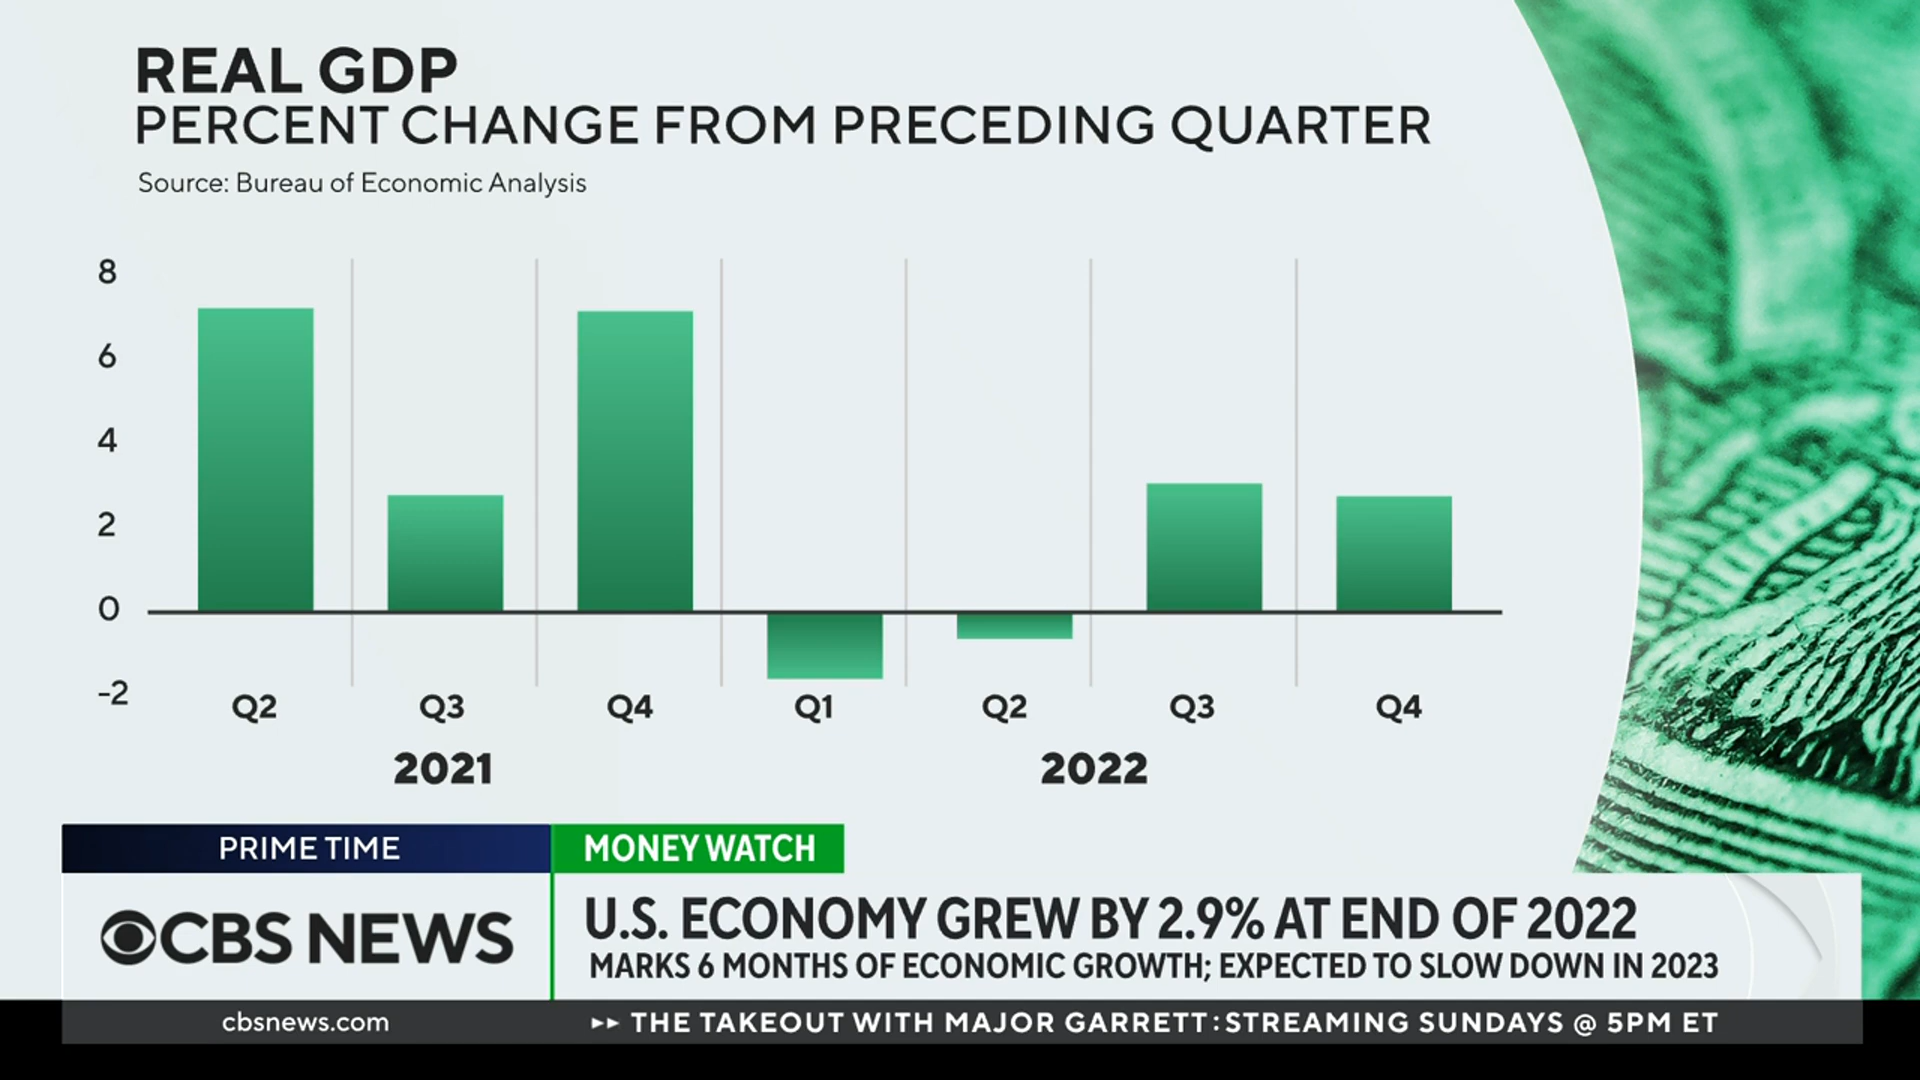 REAL GDP
PERCENT CHANGE FROM PRECEDING QUARTER
Source: Bureau of Economic Analysis
8
6
4
2
0
-2
Q2 Q3 Q4 Q1 Q2 Q3 Q4
2021 2022
PRIME TIME
MONEY WATCH
CBS NEWS
U.S. ECONOMY GREW BY 2.9% AT END OF 2022
MARKS 6 MONTHS OF ECONOMIC GROWTH; EXPECTED TO SLOW DOWN IN 2023
cbsnews.com
THE TAKEOUT WITH MAJOR GARRETT: STREAMING SUNDAYS @ 5PM ET